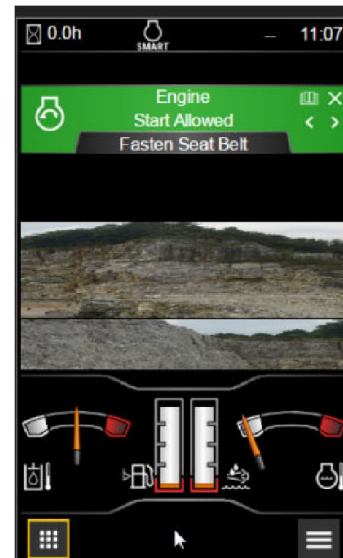 0.0h
SMART
11:07
Engine
Start Allowed
Fasten Seat Belt